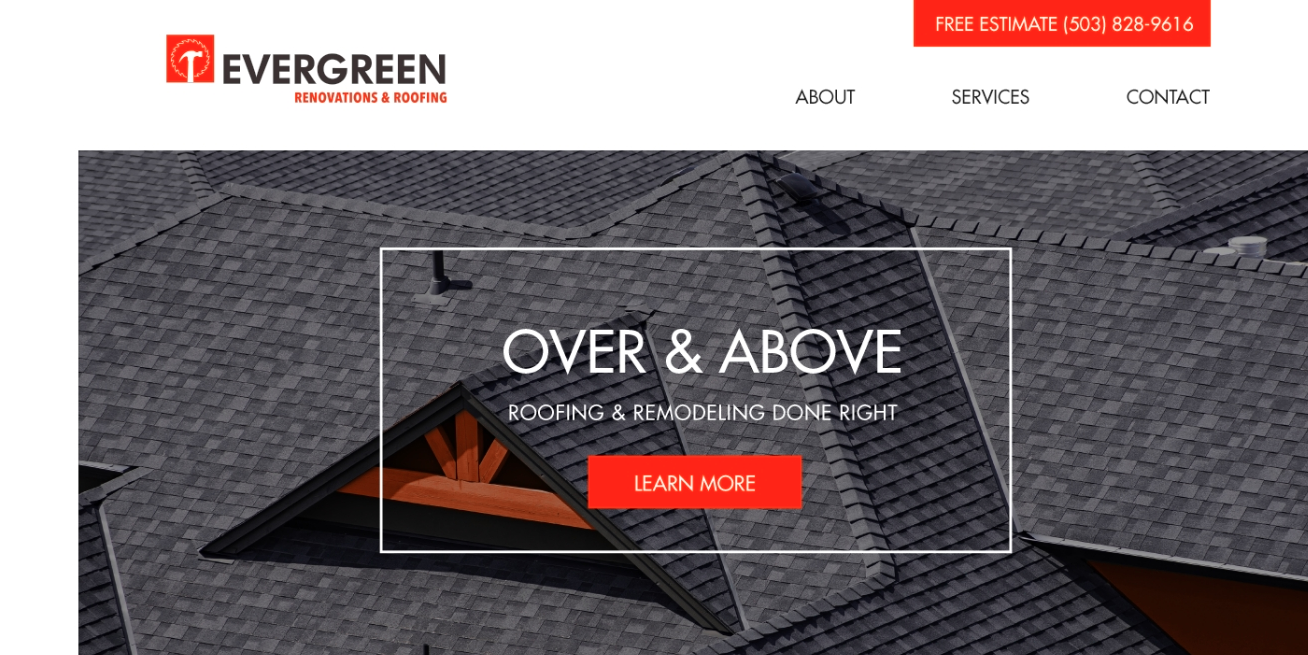 FREE ESTIMATE (503) 828-9616
EVERGREEN
RENOVATIONS & ROOFING
ABOUT SERVICES CONTACT
OVER & ABOVE
ROOFING & REMODELING DONE RIGHT
LEARN MORE